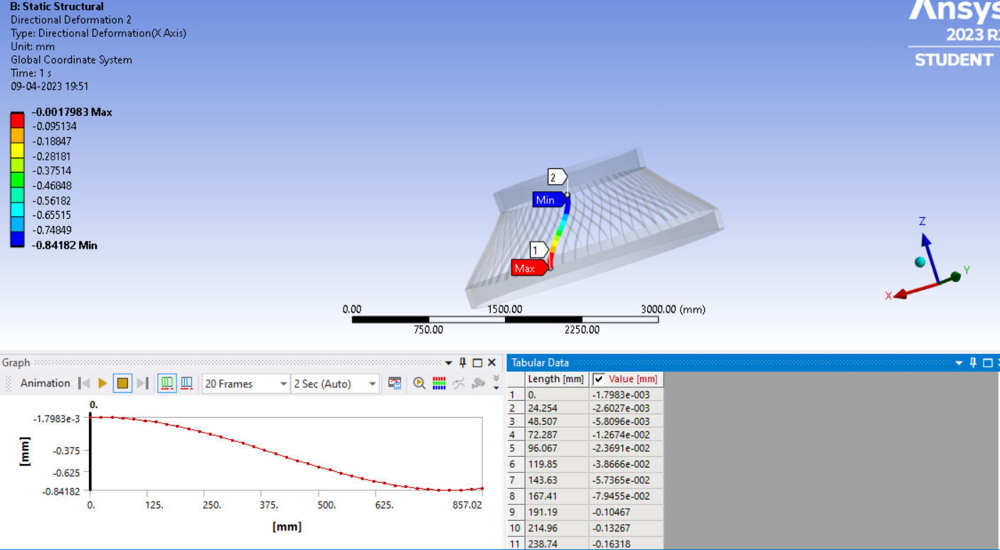 B: Static Structural
Directional Deformation 2
Type: Directional Deformation(X Axis)
Unit: mm
Global Coordinate System
Time: 1 s
09-04-2023 19:51
-0.0017983 Max
-0.095134
-0.18847
-0.28181
-0.37514
-0.46848
-0.56182
-0.65515
-0.74849
-0.84182 Min
Ansys
2023 R
STUDENT
2
Min
1
Max
0.00 1500.00 3000.00 (mm)
750.00 2250.00
Z
Y
X
Graph
Animation 20 Frames 2 Sec (Auto)
0.
-1.7983e-3
-0.375
-0.625
-0.84182
[mm]
0. 125. 250. 375. 500. 625. 857.02
[mm]
Tabular Data
Length [mm] Value [mm]
1 0. -1.7983e-003
2 24.254 -2.6027e-003
3 48.507 -5.8096e-003
4 72.287 -1.2674e-002
5 96.067 -2.3691e-002
6 119.85 -3.8666e-002
7 143.63 -5.7365e-002
8 167.41 -7.9455e-002
9 191.19 -0.10467
10 214.96 -0.13267
11 238.74 -0.16318